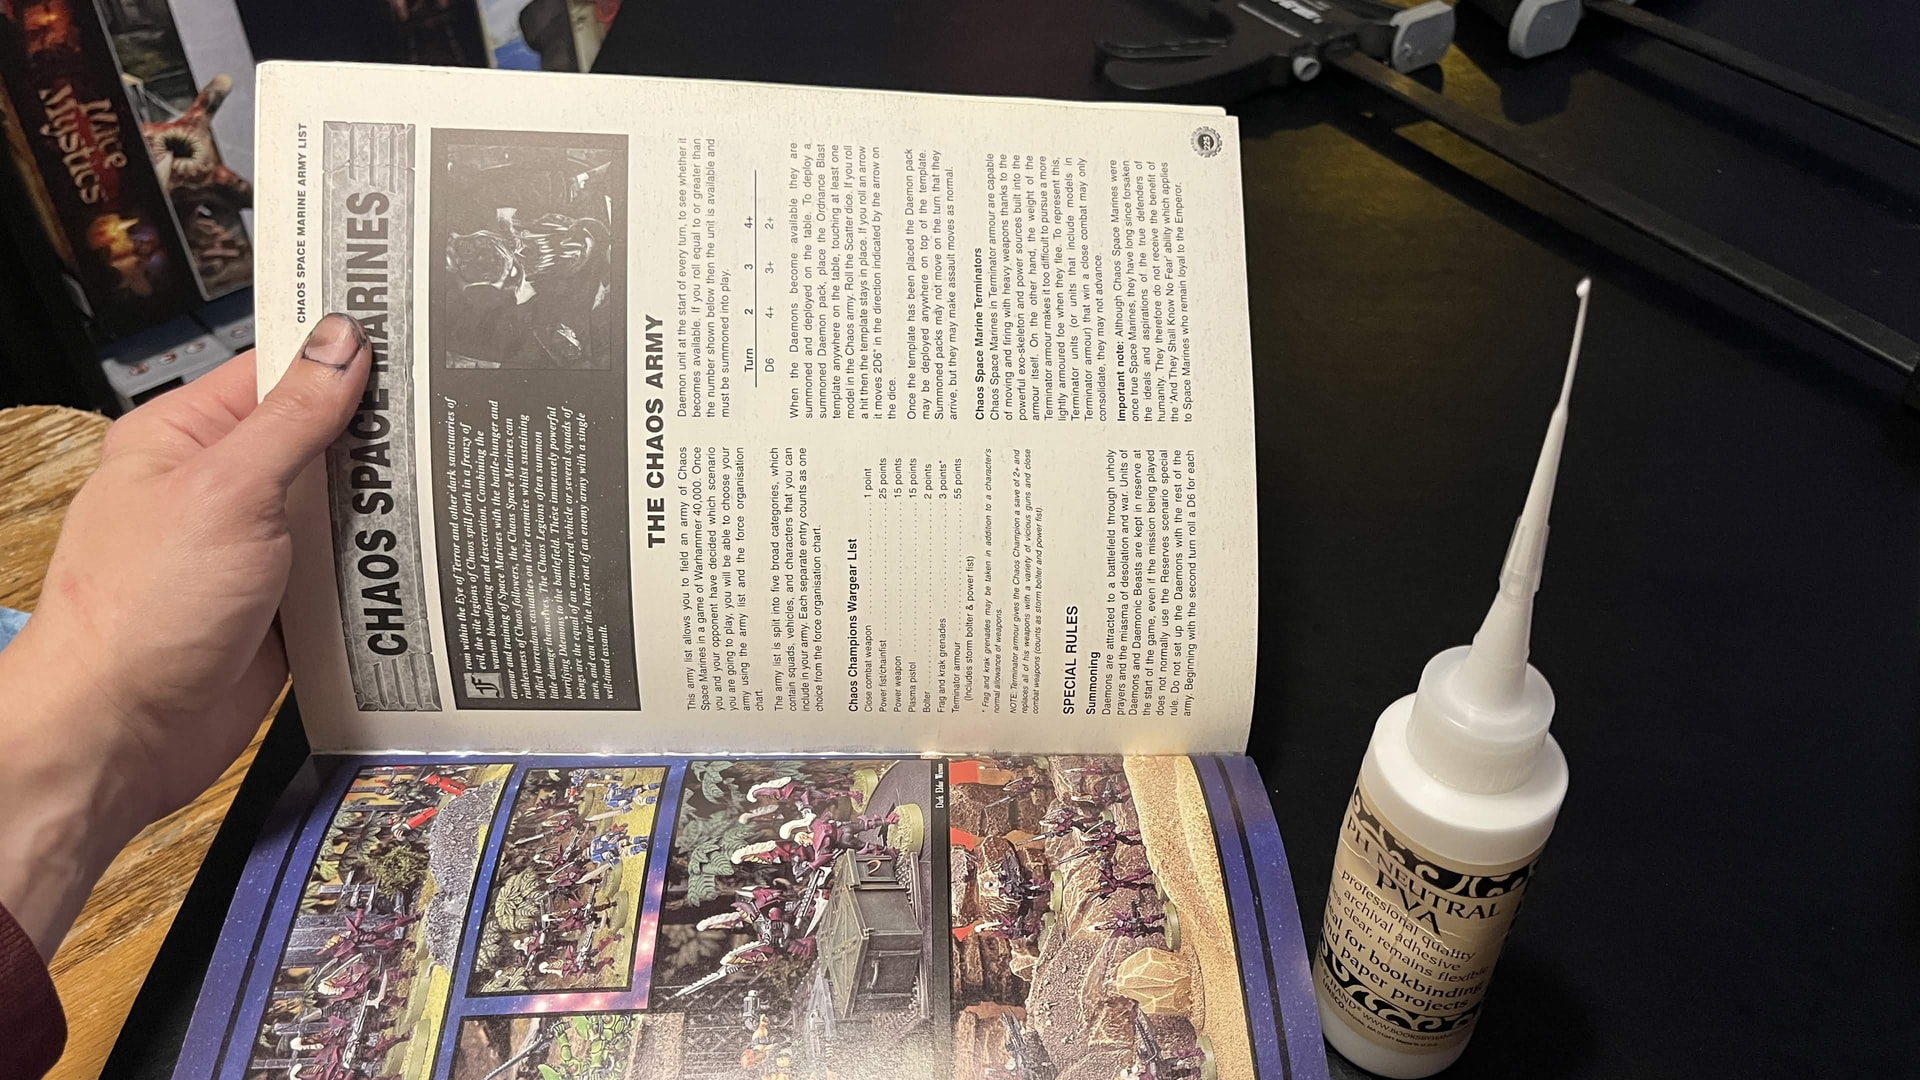 CHAOS SPACE MARINE ARMY LIST
CHAOS SPACE MARINES
From within the Eye of Terror and other dark sanctuaries of
evil, the vile legions of Chaos spill forth in a frenzy of
wanton bloodletting and desecration. Combining the
armour and training of Space Marines with the battle-hunger and
ruthlessness of Chaos followers, the Chaos Space Marines can
inflict horrendous casualties on their enemies whilst sustaining
little damage themselves. The Chaos Legions often summon
horrifying Daemons to the battlefield. These immensely powerful
beings are the equal of an armoured vehicle or several squads of
men, and can tear the heart out of an enemy army with a single
well-timed assault.
THE CHAOS ARMY
This army list allows you to field an army of Chaos
Space Marines in a game of Warhammer 40,000. Once
you and your opponent have decided which scenario
you are going to play, you will be able to choose your
army using the army list and the force organisation
chart.
The army list is split into five broad categories, which
contain squads, vehicles, and characters that you can
include in your army. Each separate entry counts as one
choice from the force organisation chart.
Chaos Champions Wargear List
Close combat weapon 1 point
Power fist/chainfist 25 points
Power weapon 15 points
Plasma pistol 15 points
Bolter 2 points
Frag and krak grenades 3 points*
Terminator armour 55 points
(Includes storm bolter & power fist)
* Frag and krak grenades may be taken in addition to a character's
normal allowance of weapons.
NOTE: Terminator armour gives the Chaos Champion a save of 2+ and
replaces all of his weapons with a variety of vicious guns and close
combat weapons (counts as storm bolter and power fist).
SPECIAL RULES
Summoning
Daemons are attracted to a battlefield through unholy
prayers and the miasma of desolation and war. Units of
Daemons and Daemonic Beasts are kept in reserve at
the start of the game, even if the mission being played
does not normally use the Reserves scenario special
rule. Do not set up the Daemons with the rest of the
army. Beginning with the second turn roll a D6 for each
Daemon unit at the start of every turn, to see whether it
becomes available. If you roll equal to or greater than
the number shown below then the unit is available and
must be summoned into play.
Turn 2 3 4+
D6 4+ 3+ 2+
When the Daemons become available they are
summoned and deployed on the table. To deploy a
summoned Daemon pack, place the Ordnance Blast
template anywhere on the table, touching at least one
model in the Chaos army. Roll the Scatter dice. If you roll
a hit then the template stays in place. If you roll an arrow
it moves 2D6" in the direction indicated by the arrow on
the dice.
Once the template has been placed the Daemon pack
may be deployed anywhere on top of the template.
Summoned packs may not move on the turn that they
arrive, but they may make assault moves as normal.
Chaos Space Marine Terminators
Chaos Space Marines in Terminator armour are capable
of moving and firing with heavy weapons thanks to the
powerful exo-skeleton and power sources built into the
armour itself. On the other hand, the weight of the
Terminator armour makes it too difficult to pursue a more
lightly armoured foe when they flee. To represent this,
Terminator units (or units that include models in
Terminator armour) that win a close combat may only
consolidate, they may not advance.
Important note: Although Chaos Space Marines were
once true Space Marines, they have long since forsaken
the ideals and aspirations of the true defenders of
humanity. They therefore do not receive the benefit of
the 'And They Shall Know No Fear' ability which applies
to Space Marines who remain loyal to the Emperor.
Dark Eldar Warriors
PH NEUTRAL
PVA
professional quality
archival adhesive
clear, remains flexible
for bookbinding
and paper projects